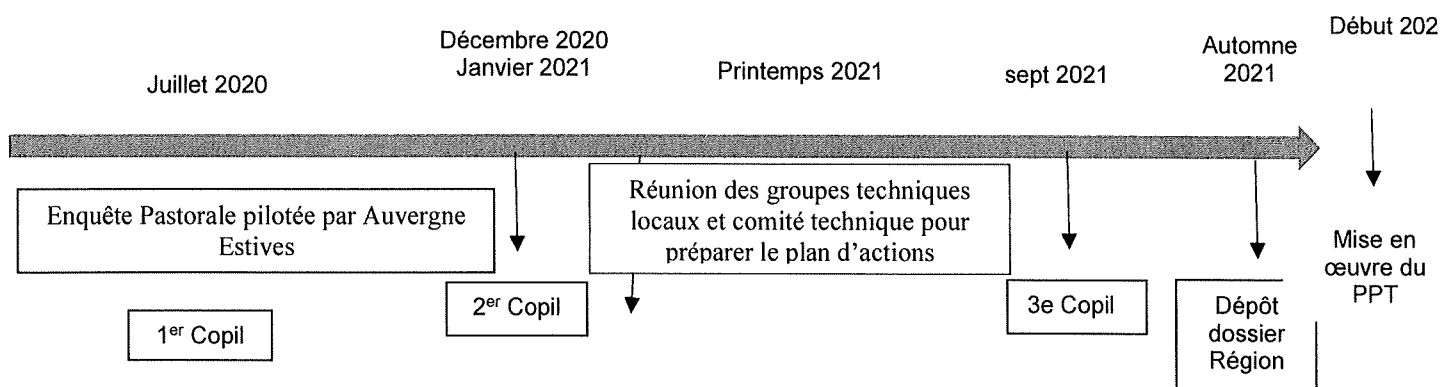 Juillet 2020
Décembre 2020
Janvier 2021
Printemps 2021
sept 2021
Automne
2021
Début 202
Enquête Pastorale pilotée par Auvergne
Estives
Réunion des groupes techniques
locaux et comité technique pour
préparer le plan d'actions
1er Copil
2er Copil
3e Copil
Dépôt
dossier
Région
Mise en
œuvre du
PPT